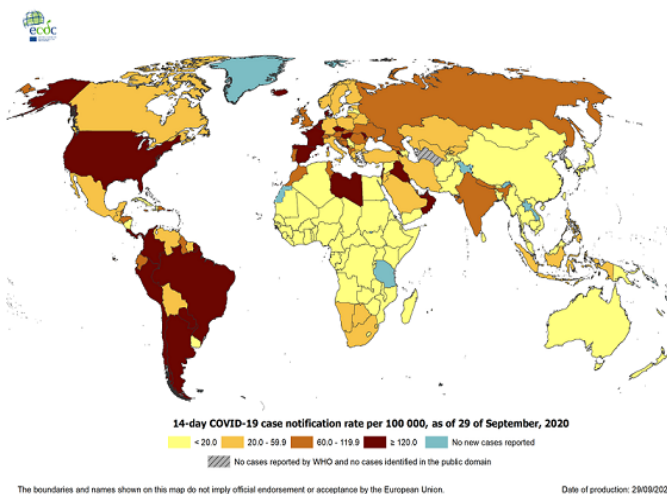 ecdc
14-day COVID-19 case notification rate per 100 000, as of 29 of September, 2020
< 20.0 20.0 - 59.9 60.0 - 119.9 ≥ 120.0 No new cases reported
No cases reported by WHO and no cases identified in the public domain
The boundaries and names shown on this map do not imply official endorsement or acceptance by the European Union. Date of production: 29/09/202